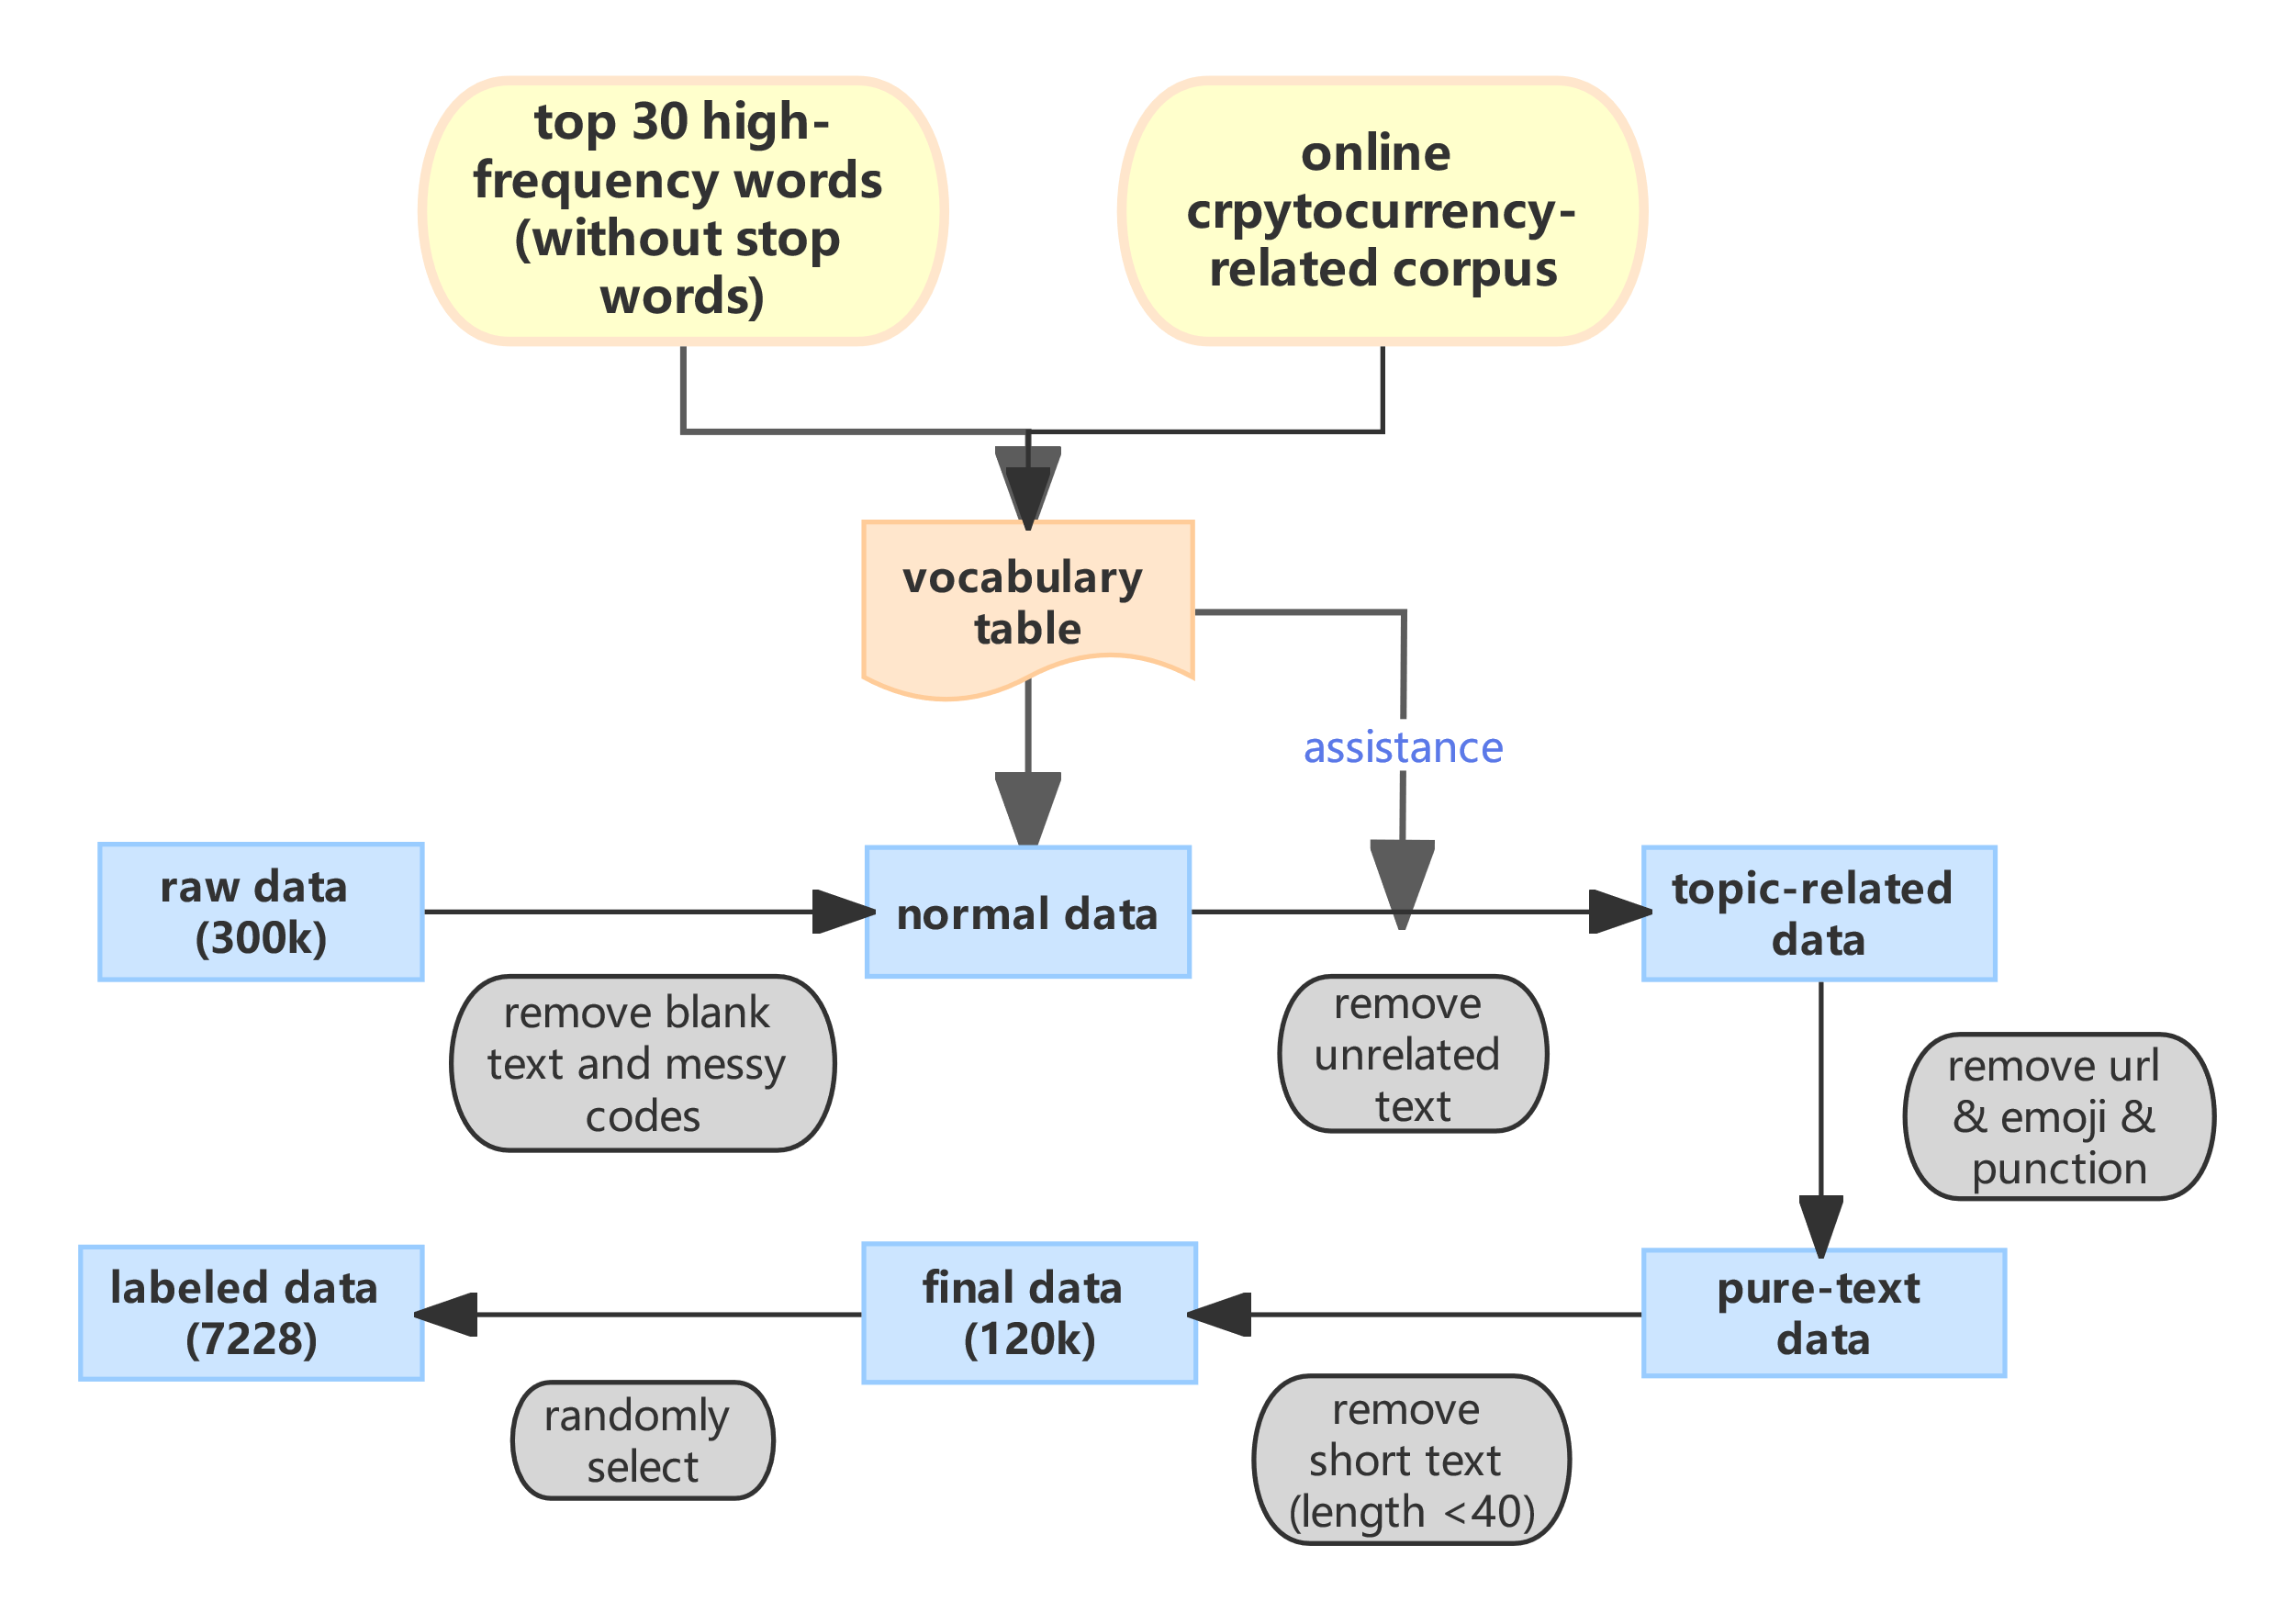 top 30 high-
frequency words
(without stop
words)
online
crpytocurrency-
related corpus
vocabulary
table
assistance
raw data
(300k)
normal data
topic-related
data
remove blank
text and messy
codes
remove
unrelated
text
remove url
& emoji &
punction
labeled data
(7228)
final data
(120k)
pure-text
data
randomly
select
remove
short text
(length <40)